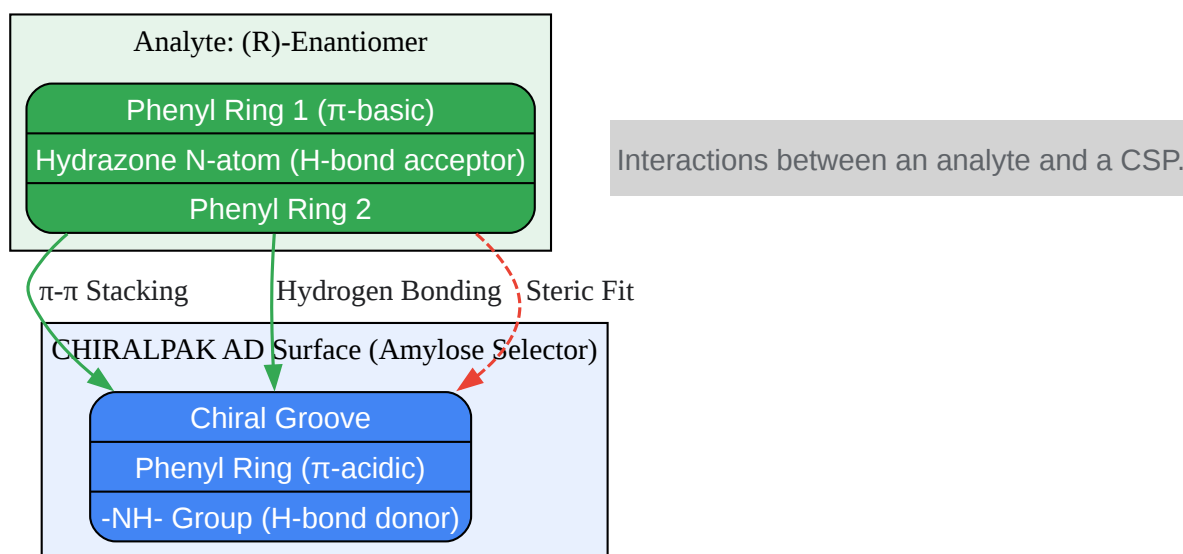 Analyte: (R)-Enantiomer
Phenyl Ring 1 (π-basic)
Hydrazone N-atom (H-bond acceptor)
Phenyl Ring 2
Interactions between an analyte and a CSP.
π-π Stacking
Hydrogen Bonding
Steric Fit
CHIRALPAK AD Surface (Amylose Selector)
Chiral Groove
Phenyl Ring (π-acidic)
-NH- Group (H-bond donor)